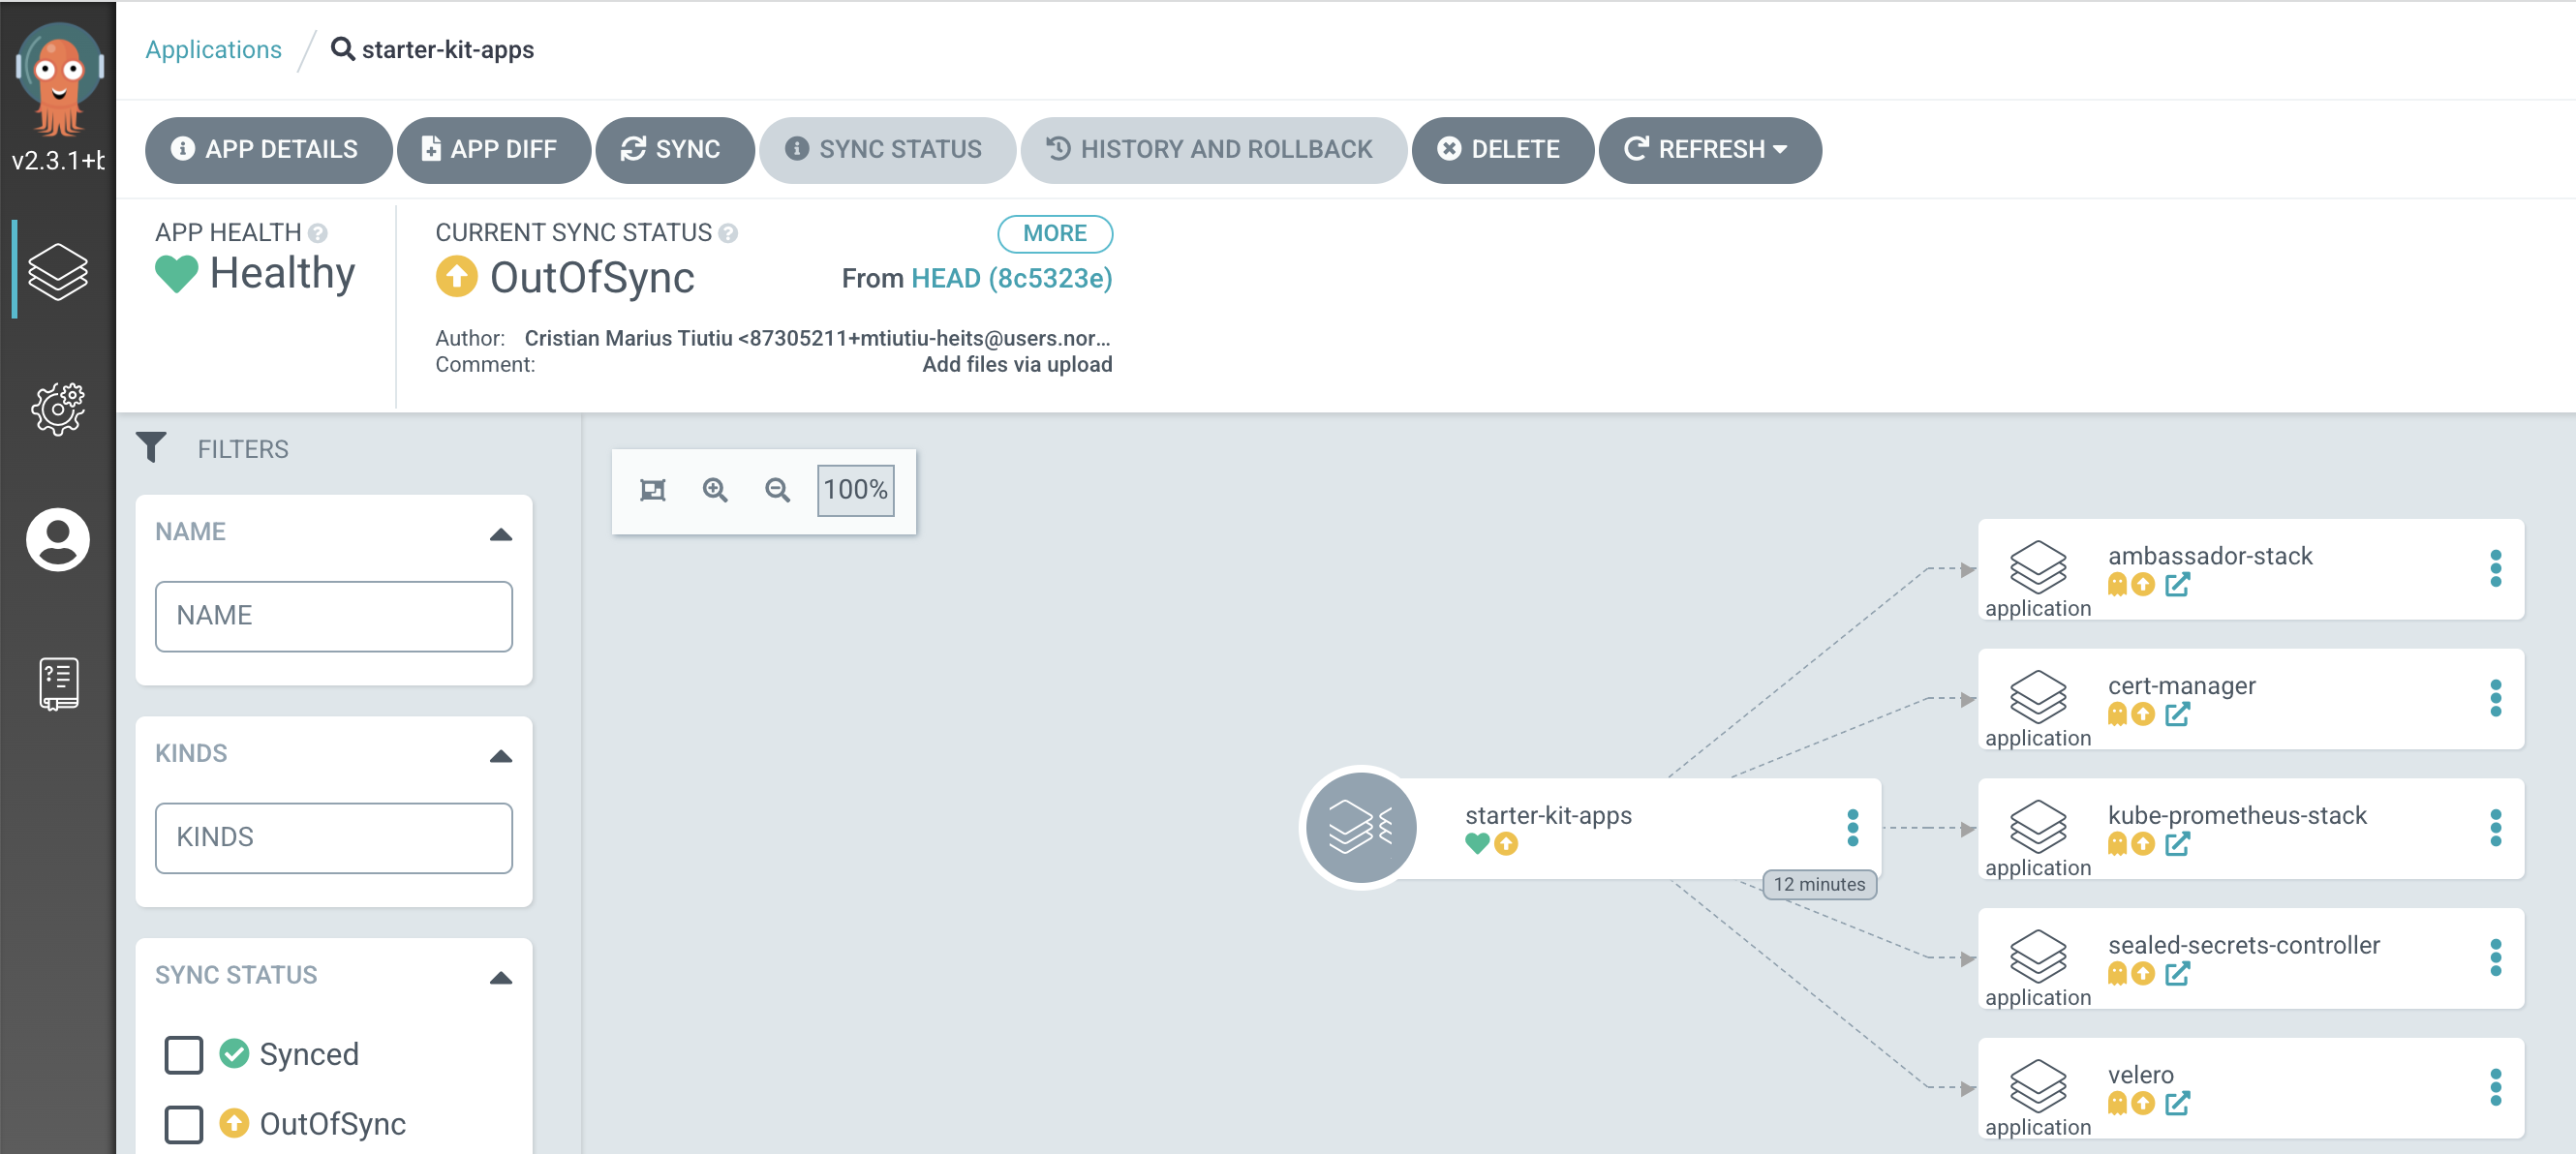 Applications / starter-kit-apps
v2.3.1+b
APP DETAILS APP DIFF SYNC SYNC STATUS HISTORY AND ROLLBACK DELETE REFRESH
APP HEALTH
Healthy
CURRENT SYNC STATUS
MORE
OutOfSync
From HEAD (8c5323e)
Author: Cristian Marius Tiutiu <87305211+mtiutiu-heits@users.nor...
Comment: Add files via upload
FILTERS
NAME
NAME
KINDS
KINDS
SYNC STATUS
Synced
OutOfSync
100%
starter-kit-apps
12 minutes
ambassador-stack
application
cert-manager
application
kube-prometheus-stack
application
sealed-secrets-controller
application
velero
application